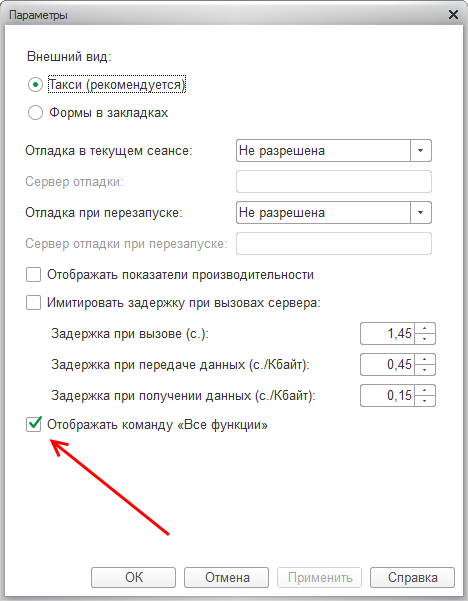 Параметры
Внешний вид:
Такси (рекомендуется)
Формы в закладках
Отладка в текущем сеансе: Не разрешена
Сервер отладки:
Отладка при перезапуске: Не разрешена
Сервер отладки при перезапуске:
Отображать показатели производительности
Имитировать задержку при вызовах сервера:
Задержка при вызове (с.): 1,45
Задержка при передаче данных (с./Кбайт): 0,45
Задержка при получении данных (с./Кбайт): 0,15
Отображать команду «Все функции»
ОК Отмена Применить Справка